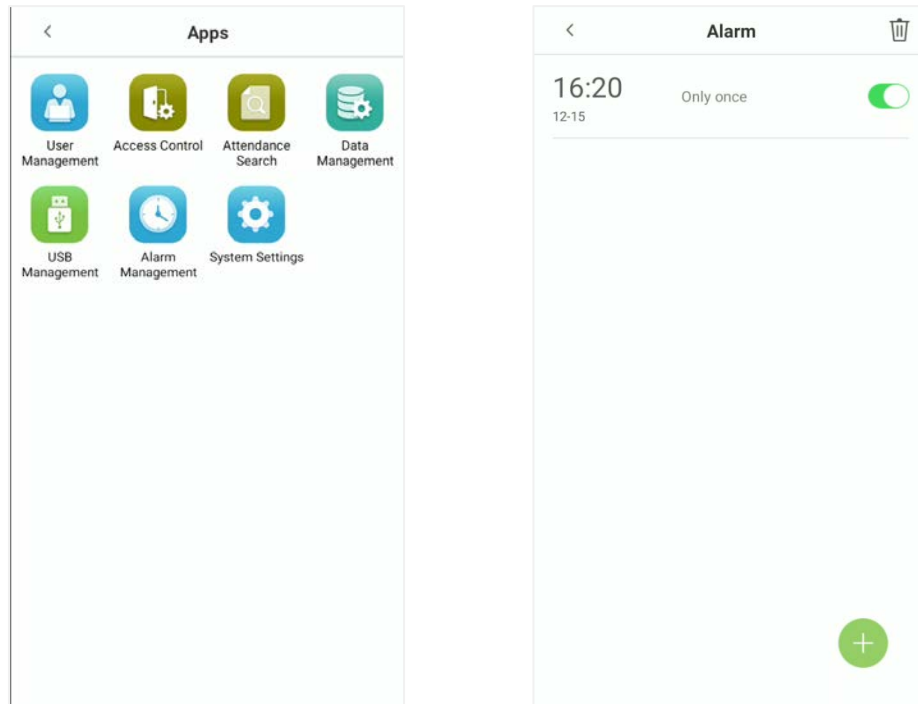 Apps
User
Management
Access Control
Attendance
Search
Data
Management
USB
Management
Alarm
Management
System Settings
Alarm
16:20
12-15
Only once